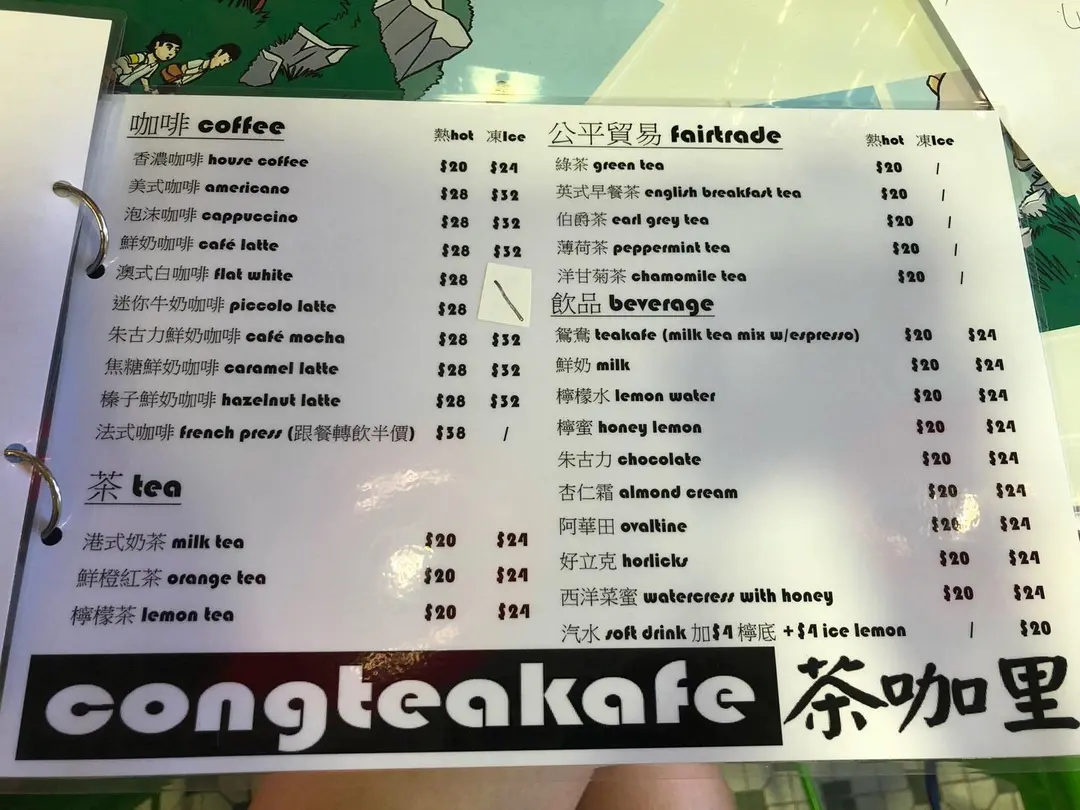 咖啡 coffee 熱hot 凍Ice
香濃咖啡 house coffee $20 $24
美式咖啡 americano $28 $32
泡沫咖啡 cappuccino $28 $32
鮮奶咖啡 café latte $28 $32
澳式白咖啡 flat white $28
迷你牛奶咖啡 piccolo latte $28
朱古力鮮奶咖啡 café mocha $28 $32
焦糖鮮奶咖啡 caramel latte $28 $32
榛子鮮奶咖啡 hazelnut latte $28 $32
法式咖啡 french press (跟餐轉飲半價) $38 /
茶 tea
港式奶茶 milk tea $20 $24
鮮橙紅茶 orange tea $20 $24
檸檬茶 lemon tea $20 $24
公平貿易 fairtrade 熱hot 凍Ice
綠茶 green tea $20 /
英式早餐茶 english breakfast tea $20 /
伯爵茶 earl grey tea $20 /
薄荷茶 peppermint tea $20 /
洋甘菊茶 chamomile tea $20 /
飲品 beverage
鴛鴦 teakafe (milk tea mix w/espresso) $20 $24
鮮奶 milk $20 $24
檸檬水 lemon water $20 $24
檸蜜 honey lemon $20 $24
朱古力 chocolate $20 $24
杏仁霜 almond cream $20 $24
阿華田 ovaltine $20 $24
好立克 horlicks $20 $24
西洋菜蜜 watercress with honey $20 $24
汽水 soft drink 加$4 檸底 +$4 ice lemon / $20
congteakafe 茶咖里